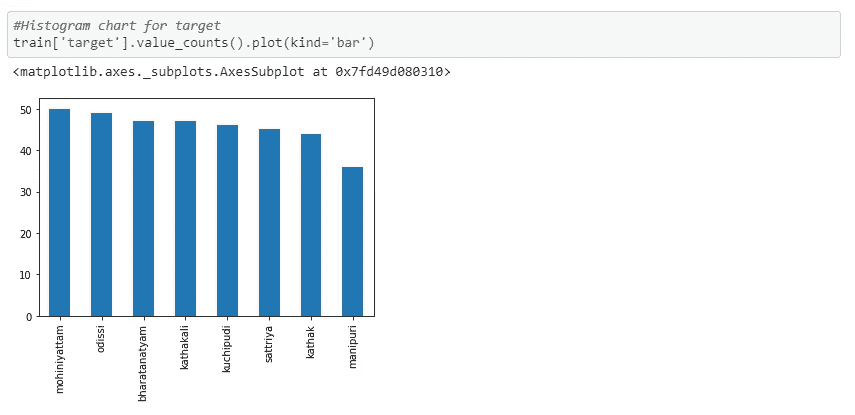 #Histogram chart for target
train['target'].value_counts().plot(kind='bar')
<matplotlib.axes._subplots.AxesSubplot at 0x7fd49d080310>
50
40
30
20
10
0
mohiniyattam
odissi
bharatanatyam
kathakali
kuchipudi
sattriya
kathak
manipuri